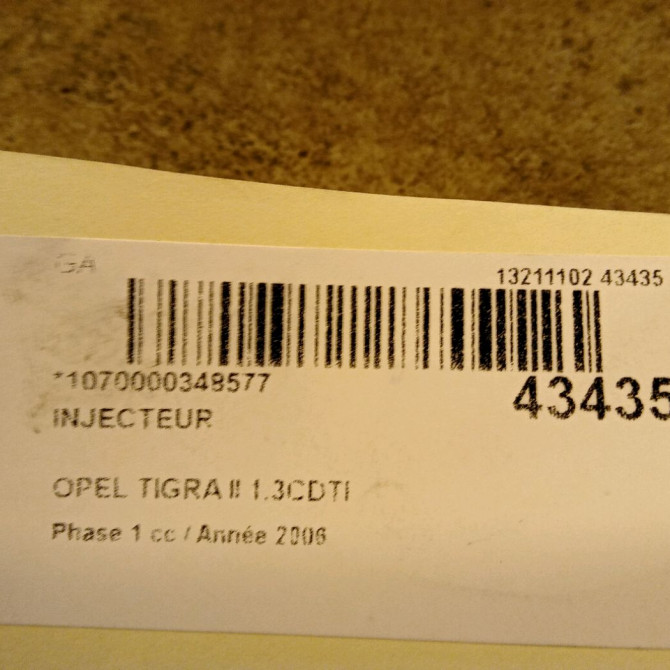 GA
13211102 43435
*1070000348577
43435
INJECTEUR
OPEL TIGRA II 1.3CDTI
Phase 1 cc / Année 2006